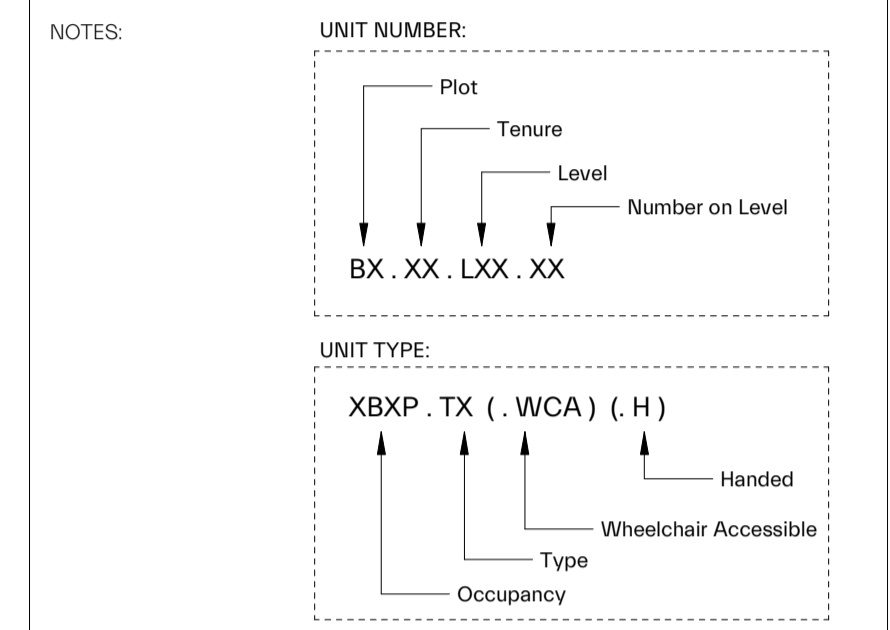 NOTES:
UNIT NUMBER:
Plot
Tenure
Level
Number on Level
BX . XX . LXX . XX
UNIT TYPE:
XBXP . TX ( . WCA ) (. H )
Handed
Wheelchair Accessible
Type
Occupancy